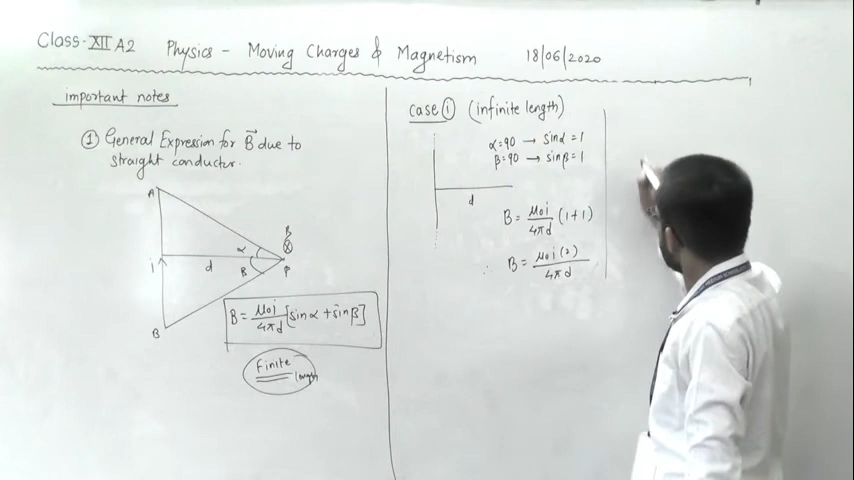 Class-XII A2 Physics - Moving Charges & Magnetism 18/06/2020
important notes
① General Expression for B⃗ due to
straight conductor.
A
B
⊗
α
i
d
β
P
B
B = μ₀i/4πd [sinα + sinβ]
Finite
length
case ① (infinite length)
α=90 → sinα = 1
β=90 → sinβ = 1
d
B = μ₀i/4πd (1+1)
∴ B = μ₀i(2)/4πd